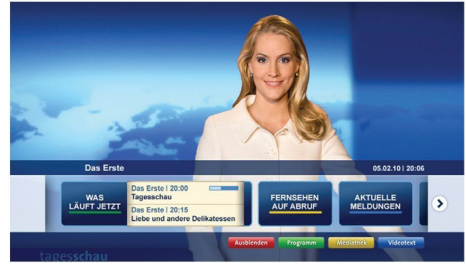 Das Erste
05.02.10 | 20:06
WAS
LÄUFT JETZT
Das Erste | 20:00
Tagesschau
Das Erste | 20:15
Liebe und andere Delikatessen
FERNSEHEN
AUF ABRUF
AKTUELLE
MELDUNGEN
Ausblenden
Programm
Mediathek
Videotext
tagesschau